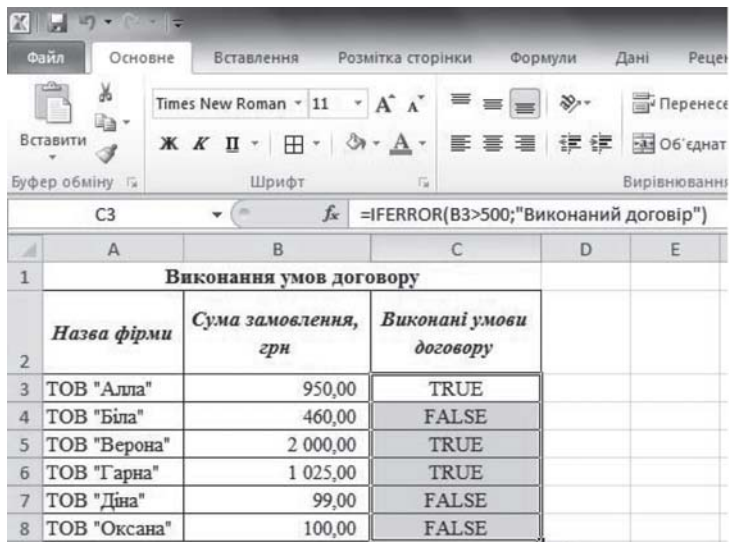 Файл Основне Вставлення Розмітка сторінки Формули Дані Рецен
Вставити
Times New Roman 11 A A
Перенесе
Ж К П А
Об'єднат
Буфер обміну Шрифт Вирівнювання
C3 fx =IFERROR(B3>500;"Виконаний договір")
A B C D E
1 Виконання умов договору
2 Назва фірми Сума замовлення, грн Виконані умови договору
3 ТОВ "Алла" 950,00 TRUE
4 ТОВ "Біла" 460,00 FALSE
5 ТОВ "Верона" 2 000,00 TRUE
6 ТОВ "Гарна" 1 025,00 TRUE
7 ТОВ "Діна" 99,00 FALSE
8 ТОВ "Оксана" 100,00 FALSE